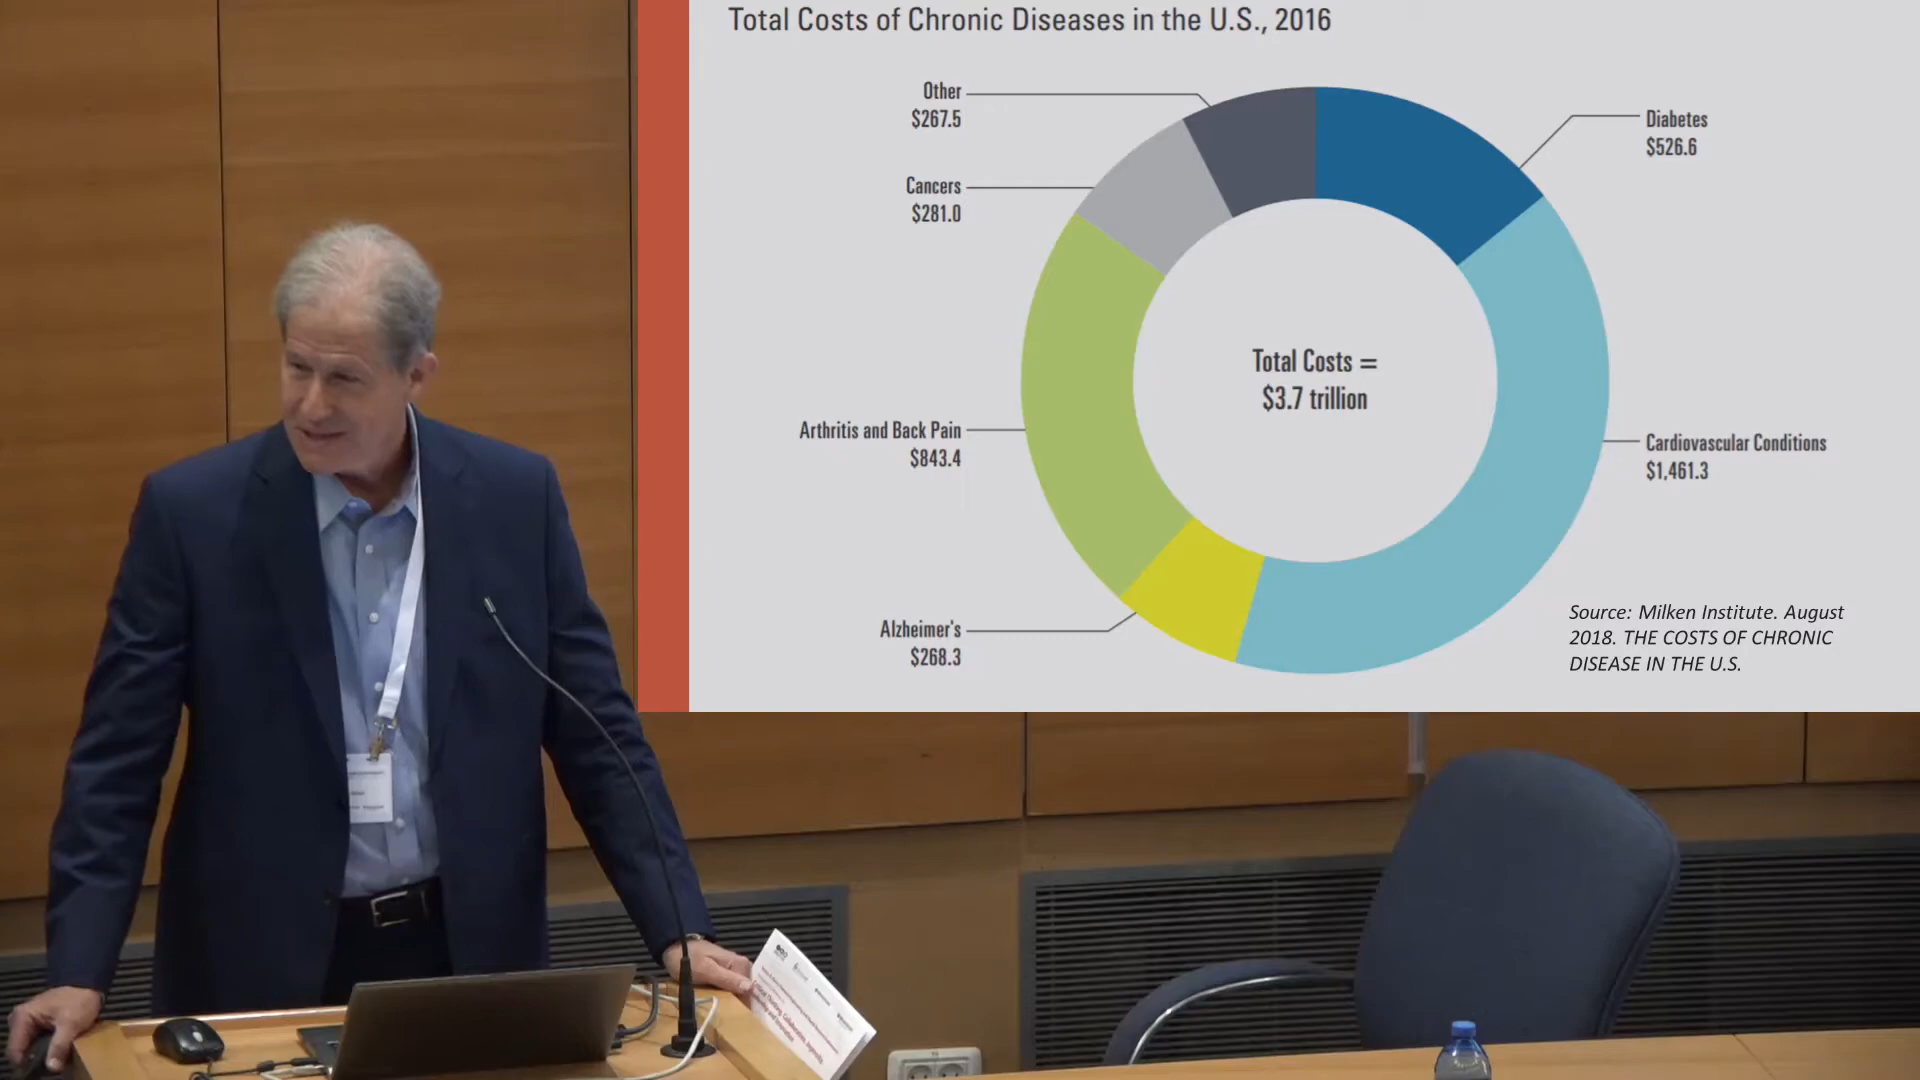 Total Costs of Chronic Diseases in the U.S., 2016
Other
$267.5
Diabetes
$526.6
Cancers
$281.0
Total Costs =
$3.7 trillion
Arthritis and Back Pain
$843.4
Cardiovascular Conditions
$1,461.3
Alzheimer's
$268.3
Source: Milken Institute. August
2018. THE COSTS OF CHRONIC
DISEASE IN THE U.S.